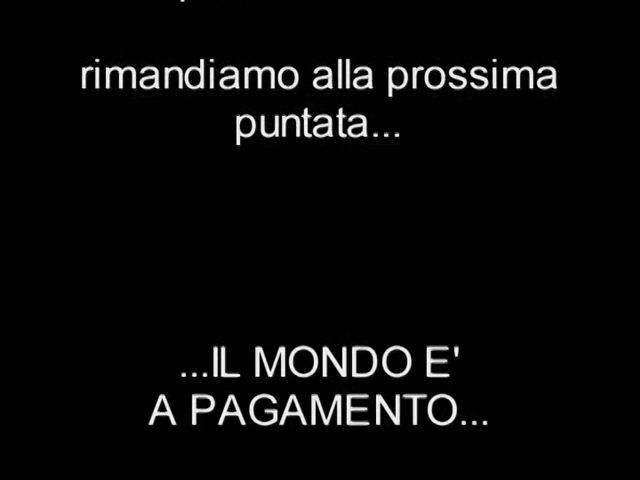 rimandiamo alla prossima
puntata...
...IL MONDO E'
A PAGAMENTO...